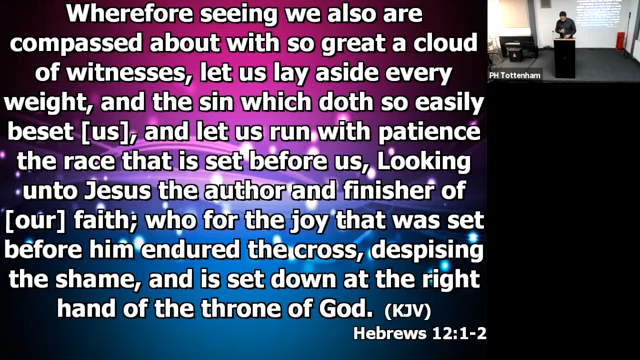 Wherefore seeing we also are
compassed about with so great a cloud
of witnesses, let us lay aside every
weight, and the sin which doth so easily
beset [us], and let us run with patience
the race that is set before us, Looking
unto Jesus the author and finisher of
[our] faith; who for the joy that was set
before him endured the cross, despising
the shame, and is set down at the right
hand of the throne of God. (KJV)
Hebrews 12:1-2
PH Tottenham